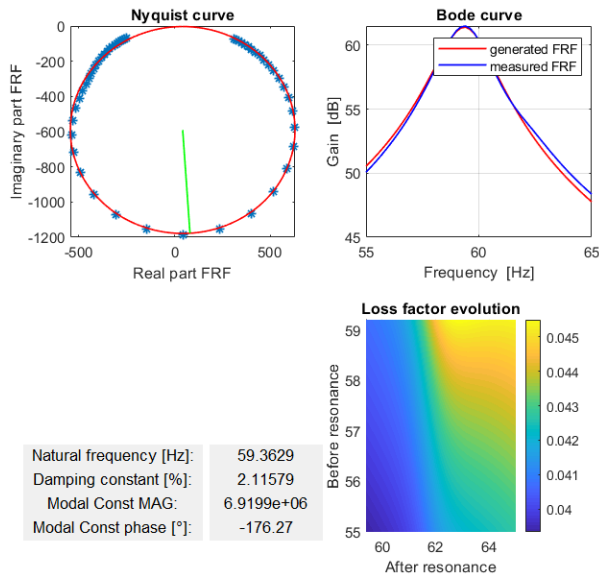 Nyquist curve
Imaginary part FRF
0
-200
-400
-600
-800
-1000
-1200
-500
0
500
Real part FRF
Bode curve
generated FRF
measured FRF
Gain [dB]
60
55
50
45
55
60
65
Frequency [Hz]
Loss factor evolution
Before resonance
59
58
57
56
55
60
62
64
After resonance
0.045
0.044
0.043
0.042
0.041
0.04
Natural frequency [Hz]: 59.3629
Damping constant [%]: 2.11579
Modal Const MAG: 6.9199e+06
Modal Const phase [°]: -176.27